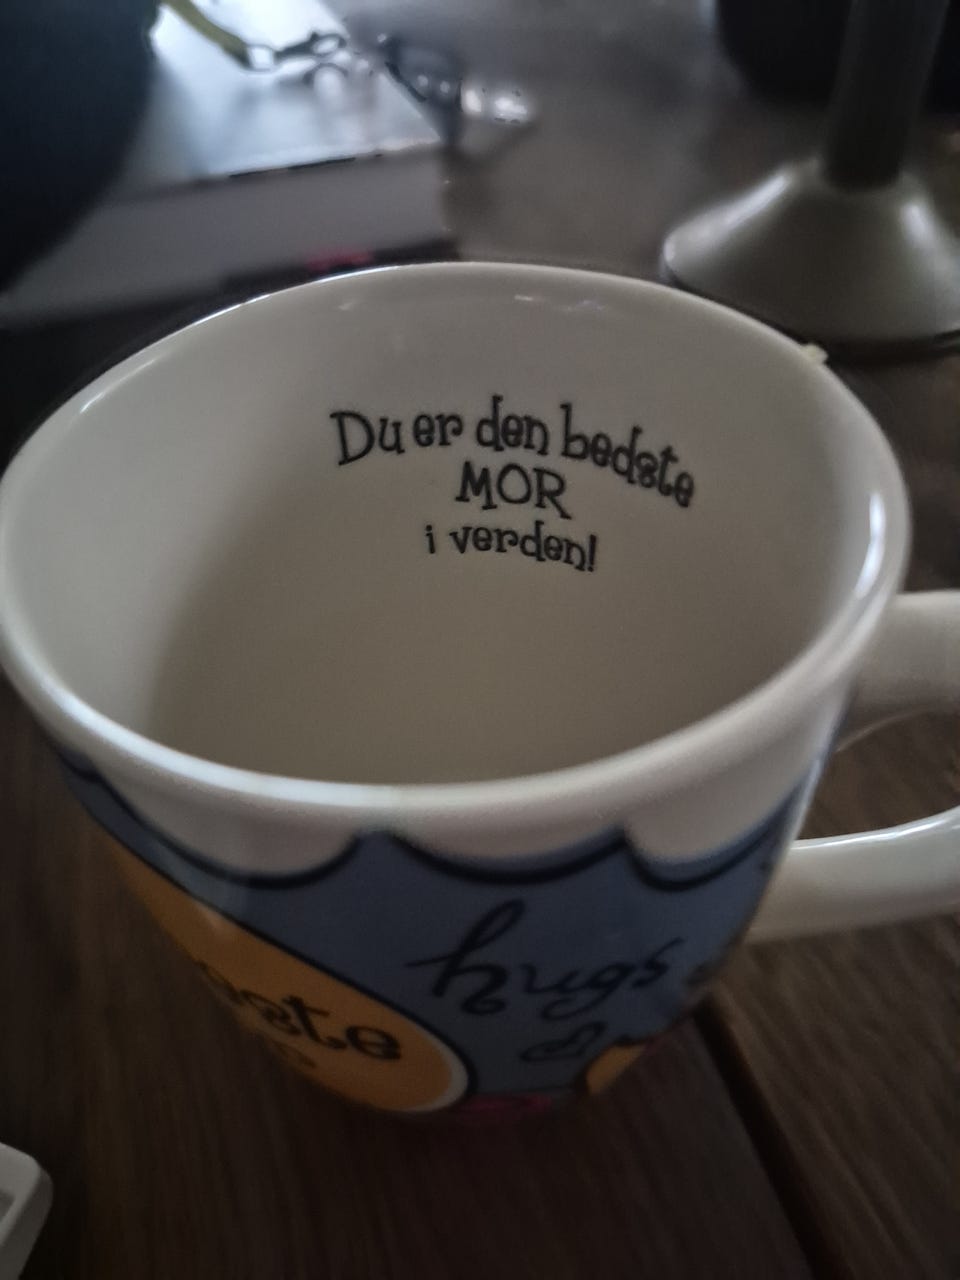 Du er den bedste
MOR
i verden!
hugs